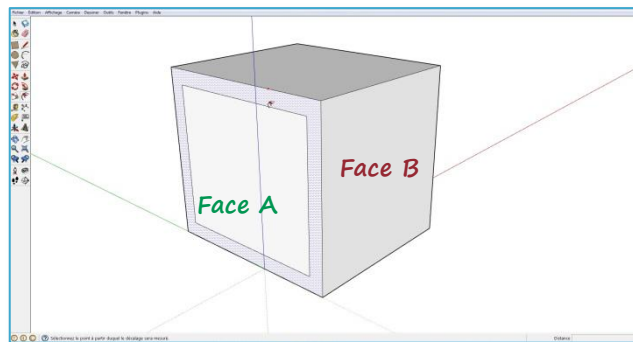 Fichier Edition Affichage Caméra Dessiner Outils Fenêtre Plugins Aide
Face A
Face B
Sélectionnez le point à partir duquel le décalage sera mesuré. Distance